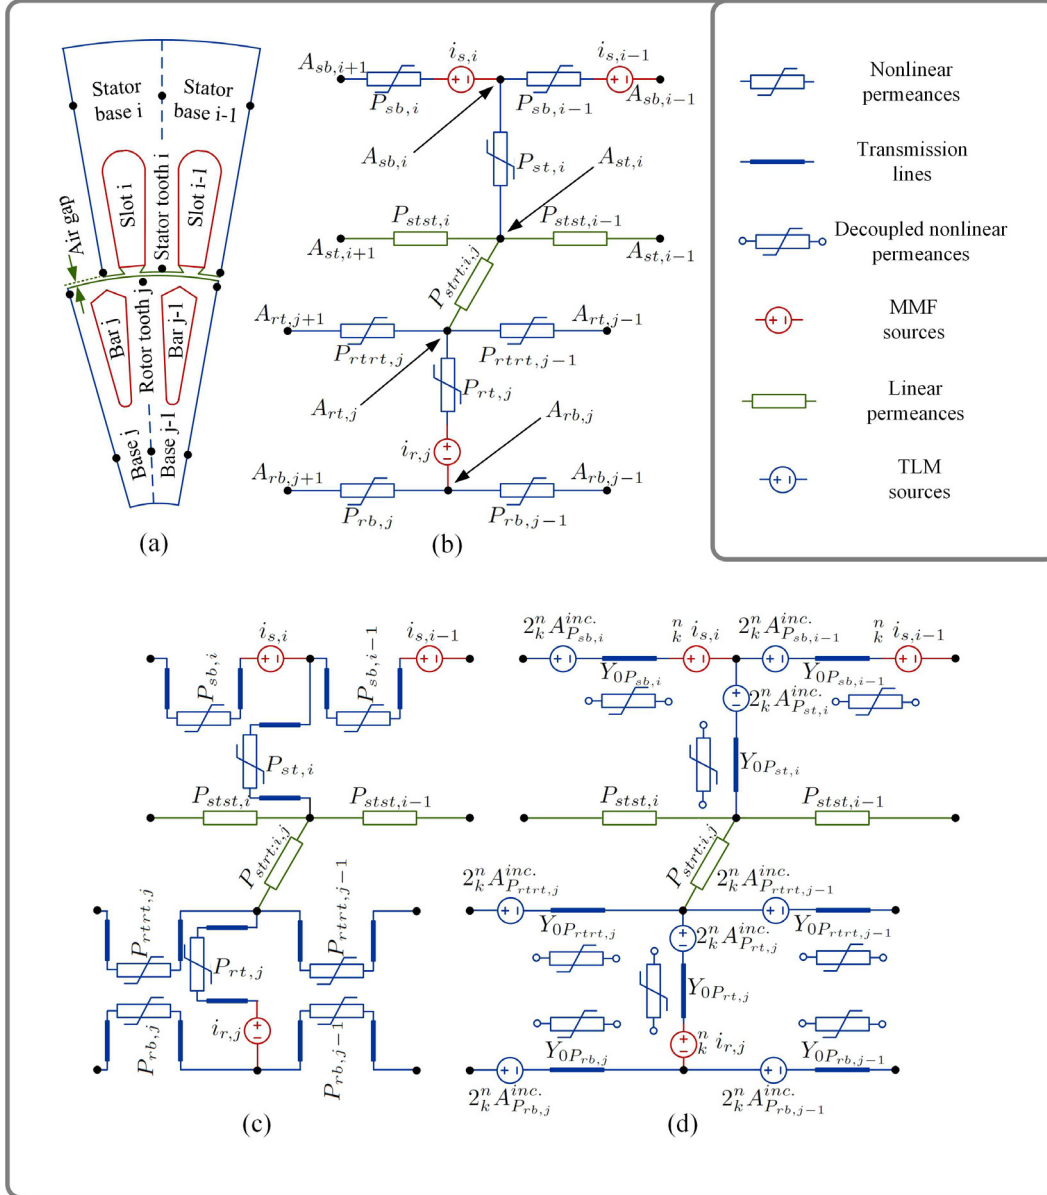 Stator base i
Stator base i-1
Slot i
Stator tooth i
Slot i-1
Air gap
Bar j
Rotor tooth j
Bar j-1
Base j
Base j-1
(a)
A_{sb,i+1}
i_{s,i}
i_{s,i-1}
P_{sb,i}
P_{sb,i-1}
A_{sb,i-1}
A_{sb,i}
P_{st,i}
A_{st,i}
P_{stst,i}
P_{stst,i-1}
A_{st,i+1}
A_{st,i-1}
P_{strt:i,j}
A_{rt,j+1}
A_{rt,j-1}
P_{rtrt,j}
P_{rtrt,j-1}
P_{rt,j}
A_{rt,j}
A_{rb,j}
i_{r,j}
A_{rb,j+1}
A_{rb,j-1}
P_{rb,j}
P_{rb,j-1}
(b)
Nonlinear
permeances
Transmission
lines
Decoupled nonlinear
permeances
MMF
sources
Linear
permeances
TLM
sources
i_{s,i}
i_{s,i-1}
P_{sb,i}
P_{sb,i-1}
P_{st,i}
P_{stst,i}
P_{stst,i-1}
P_{strt:i,j}
P_{rtrt,j}
P_{rtrt,j-1}
P_{rt,j}
i_{r,j}
P_{rb,j}
P_{rb,j-1}
(c)
2^n_k A^{inc.}_{P_{sb,i}}
^n_k i_{s,i}
2^n_k A^{inc.}_{P_{sb,i-1}}
^n_k i_{s,i-1}
Y_{0P_{sb,i}}
Y_{0P_{sb,i-1}}
2^n_k A^{inc.}_{P_{st,i}}
Y_{0P_{st,i}}
P_{stst,i}
P_{stst,i-1}
P_{strt:i,j}
2^n_k A^{inc.}_{P_{rtrt,j}}
2^n_k A^{inc.}_{P_{rtrt,j-1}}
Y_{0P_{rtrt,j}}
Y_{0P_{rtrt,j-1}}
2^n_k A^{inc.}_{P_{rt,j}}
Y_{0P_{rt,j}}
^n_k i_{r,j}
Y_{0P_{rb,j}}
Y_{0P_{rb,j-1}}
2^n_k A^{inc.}_{P_{rb,j}}
2^n_k A^{inc.}_{P_{rb,j-1}}
(d)